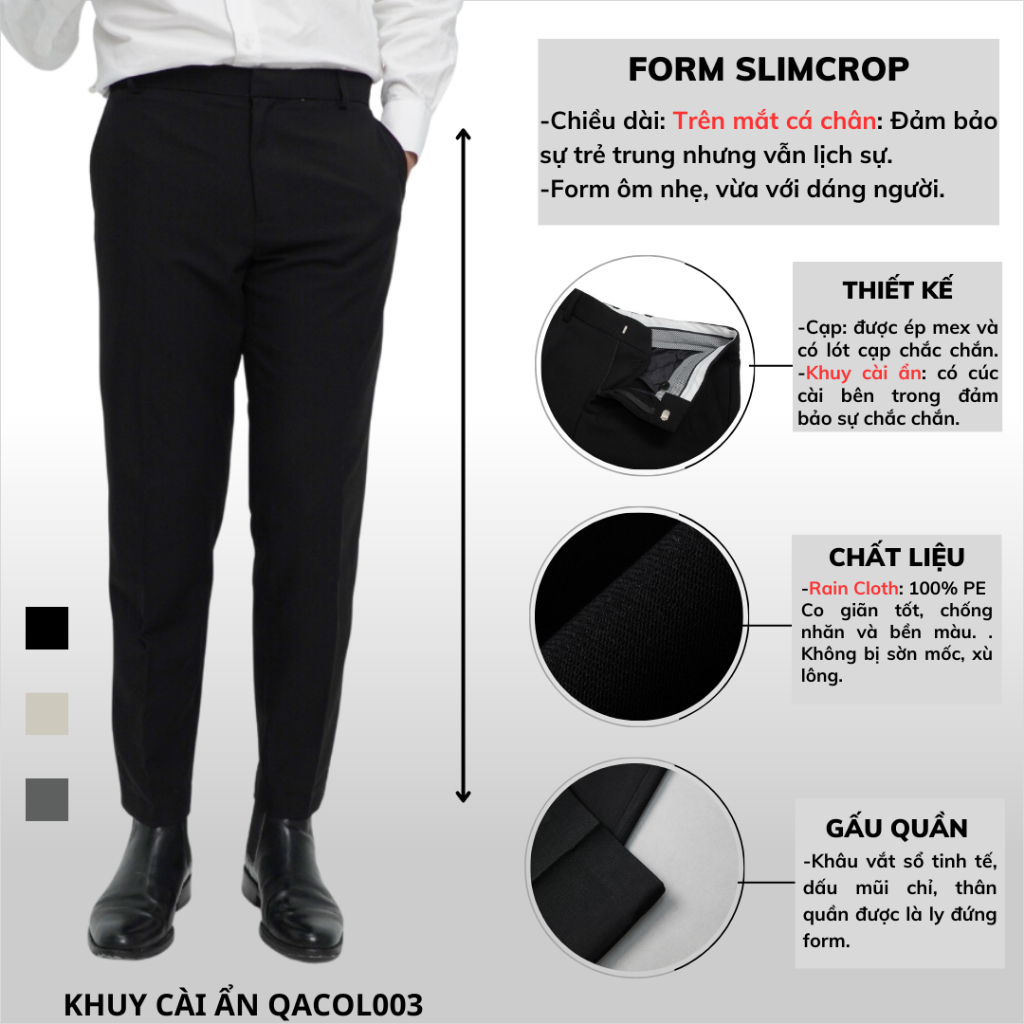 FORM SLIMCROP
-Chiều dài: Trên mắt cá chân: Đảm bảo
sự trẻ trung nhưng vẫn lịch sự.
-Form ôm nhẹ, vừa với dáng người.
THIẾT KẾ
-Cạp: được ép mex và
có lót cạp chắc chắn.
-Khuy cài ẩn: có cúc
cài bên trong đảm
bảo sự chắc chắn.
CHẤT LIỆU
-Rain Cloth: 100% PE
Co giãn tốt, chống
nhăn và bền màu. .
Không bị sờn mốc, xù
lông.
GẤU QUẦN
-Khâu vắt sổ tinh tế,
dấu mũi chỉ, thân
quần được là ly đứng
form.
KHUY CÀI ẨN QACOL003